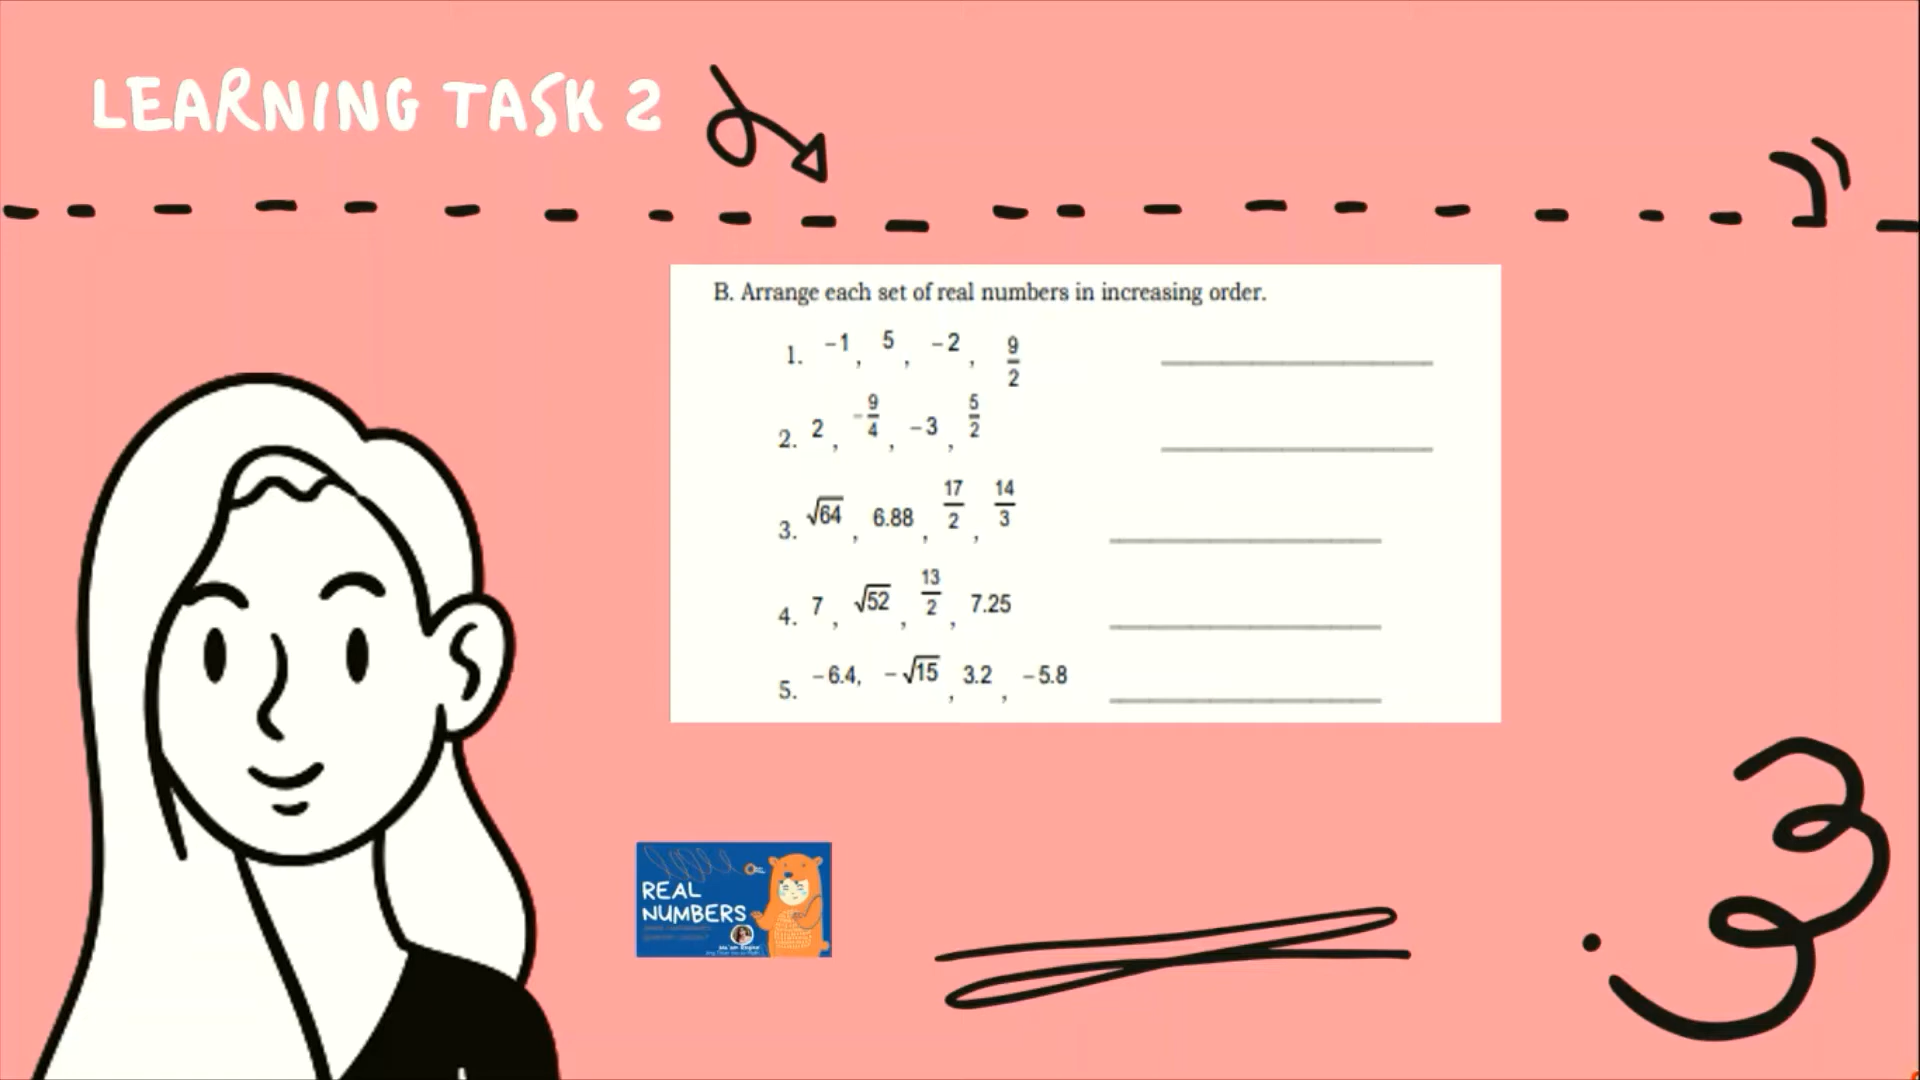 LEARNING TASK 2
B. Arrange each set of real numbers in increasing order.
1. -1, 5, -2, 9/2
2. 2, -9/4, -3, 5/2
3. √64, 6.88, 17/2, 14/3
4. 7, √52, 13/2, 7.25
5. -6.4, -√15, 3.2, -5.8
REAL
NUMBERS